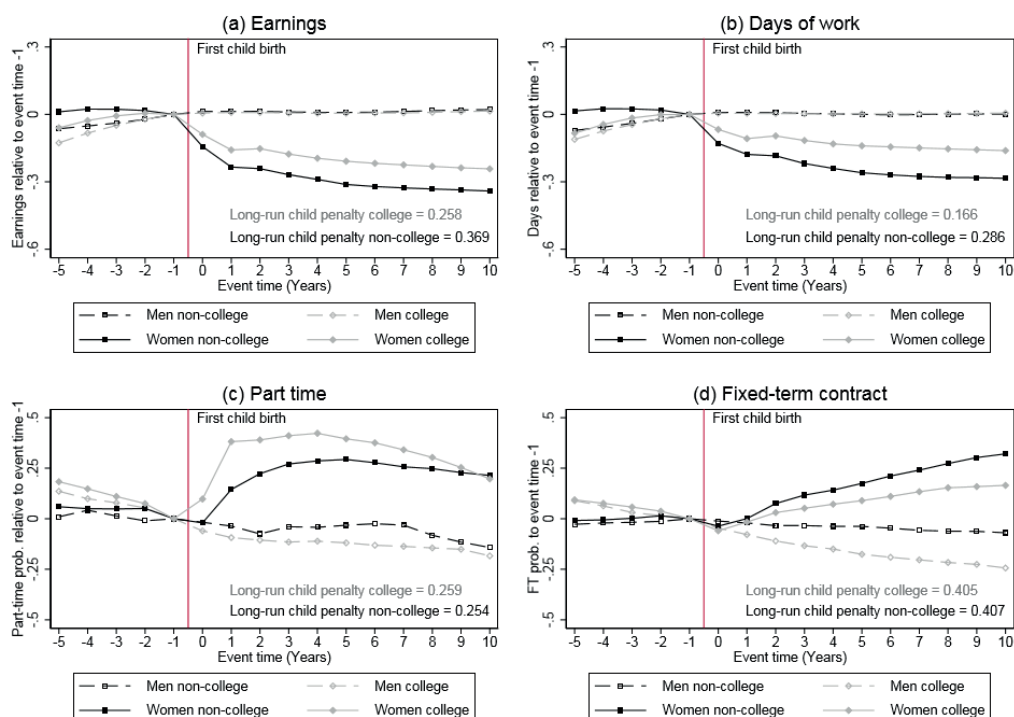 (a) Earnings
Earnings relative to event time -1
.3
0
-.3
-.6
First child birth
Long-run child penalty college = 0.258
Long-run child penalty non-college = 0.369
-5 -4 -3 -2 -1 0 1 2 3 4 5 6 7 8 9 10
Event time (Years)
Men non-college Men college
Women non-college Women college
(b) Days of work
Days relative to event time -1
.3
0
-.3
-.6
First child birth
Long-run child penalty college = 0.166
Long-run child penalty non-college = 0.286
-5 -4 -3 -2 -1 0 1 2 3 4 5 6 7 8 9 10
Event time (Years)
Men non-college Men college
Women non-college Women college
(c) Part time
Part-time prob. relative to event time -1
.5
.25
0
-.25
-.5
First child birth
Long-run child penalty college = 0.259
Long-run child penalty non-college = 0.254
-5 -4 -3 -2 -1 0 1 2 3 4 5 6 7 8 9 10
Event time (Years)
Men non-college Men college
Women non-college Women college
(d) Fixed-term contract
FT prob. to event time -1
.5
.25
0
-.25
-.5
First child birth
Long-run child penalty college = 0.405
Long-run child penalty non-college = 0.407
-5 -4 -3 -2 -1 0 1 2 3 4 5 6 7 8 9 10
Event time (Years)
Men non-college Men college
Women non-college Women college